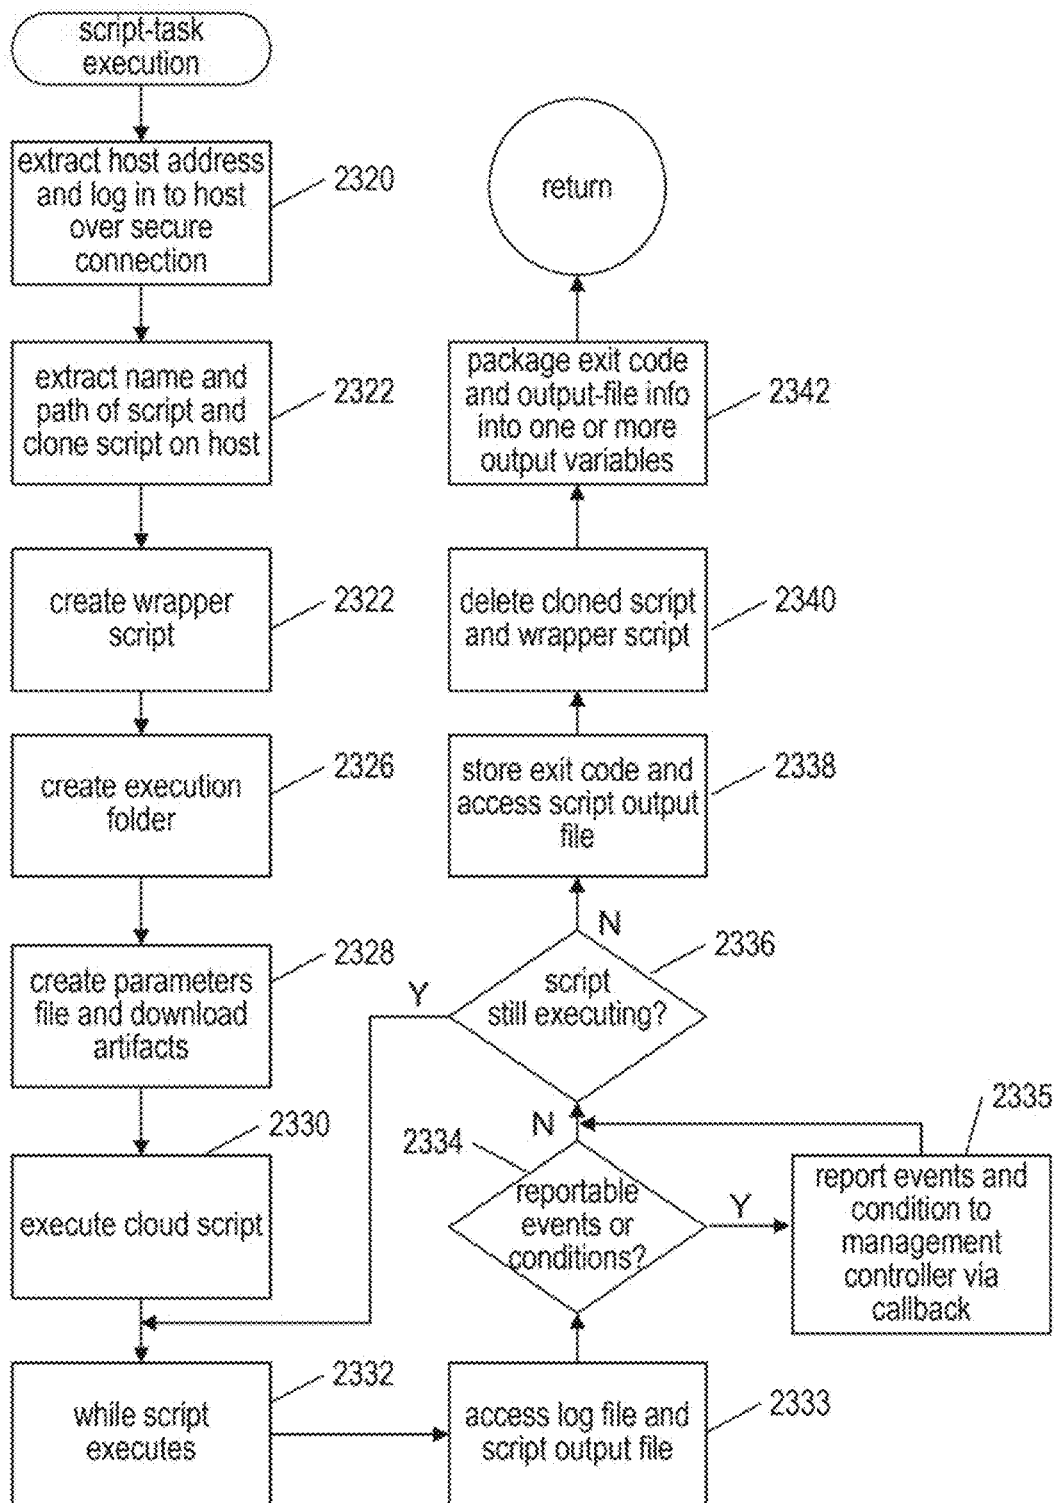 script-task
execution
extract host address
and log in to host
over secure
connection
2320
extract name and
path of script and
clone script on host
2322
create wrapper
script
2322
create execution
folder
2326
create parameters
file and download
artifacts
2328
execute cloud script
2330
while script
executes
2332
access log file and
script output file
2333
reportable
events or
conditions?
2334
Y
N
report events and
condition to
management
controller via
callback
2335
script
still executing?
2336
Y
N
store exit code and
access script output
file
2338
delete cloned script
and wrapper script
2340
package exit code
and output-file info
into one or more
output variables
2342
return